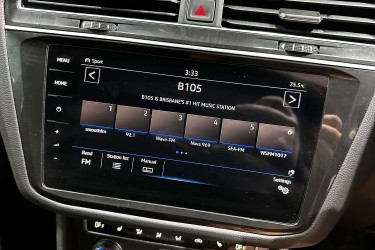 MENU
Sport
3:33
25.5°C
HOME
B105
B105 IS BRISBANE'S #1 HIT MUSIC STATION
1 2 3 4 5 6
smoothfm 92.1 Wave-FM Nova 969 SEA-FM WSFM1017
Band Station list Manual
FM
Settings